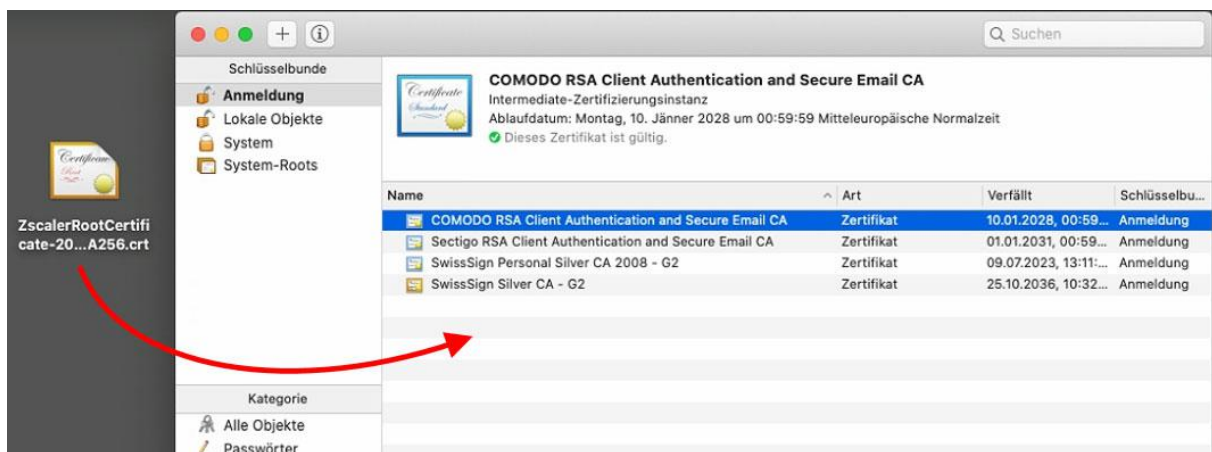 Suchen
Schlüsselbunde
Anmeldung
Lokale Objekte
System
System-Roots
Certificate
Standard
COMODO RSA Client Authentication and Secure Email CA
Intermediate-Zertifizierungsinstanz
Ablaufdatum: Montag, 10. Jänner 2028 um 00:59:59 Mitteleuropäische Normalzeit
Dieses Zertifikat ist gültig.
Certificate
Root
ZscalerRootCertifi
cate-20...A256.crt
Name Art Verfällt Schlüsselbu...
COMODO RSA Client Authentication and Secure Email CA Zertifikat 10.01.2028, 00:59... Anmeldung
Sectigo RSA Client Authentication and Secure Email CA Zertifikat 01.01.2031, 00:59... Anmeldung
SwissSign Personal Silver CA 2008 - G2 Zertifikat 09.07.2023, 13:11:... Anmeldung
SwissSign Silver CA - G2 Zertifikat 25.10.2036, 10:32... Anmeldung
Kategorie
Alle Objekte
Passwörter